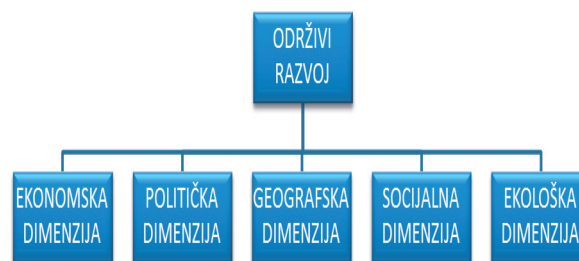 ODRŽIVI
RAZVOJ
EKONOMSKA
DIMENZIJA
POLITIČKA
DIMENZIJA
GEOGRAFSKA
DIMENZIJA
SOCIJALNA
DIMENZIJA
EKOLOŠKA
DIMENZIJA